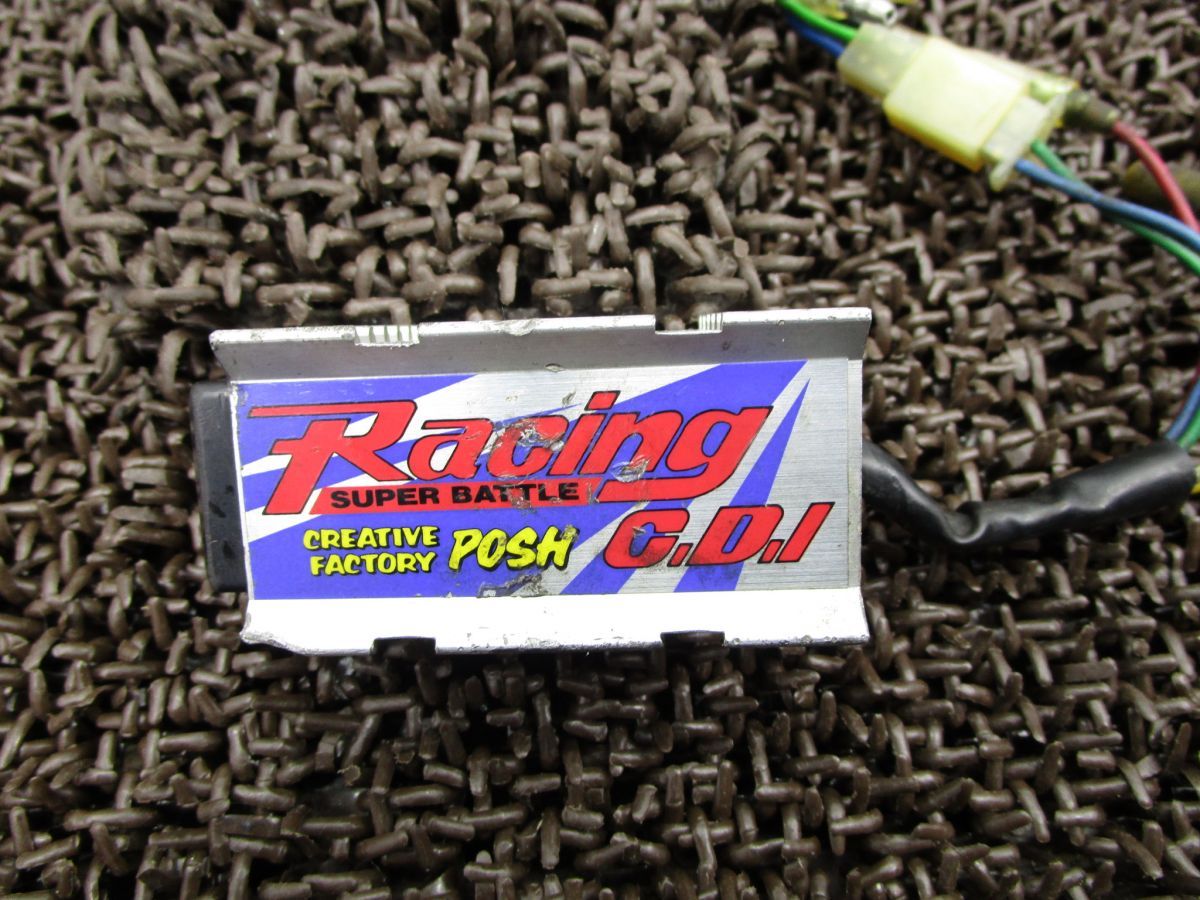 Racing
SUPER BATTLE
CREATIVE
FACTORY POSH C.D.I